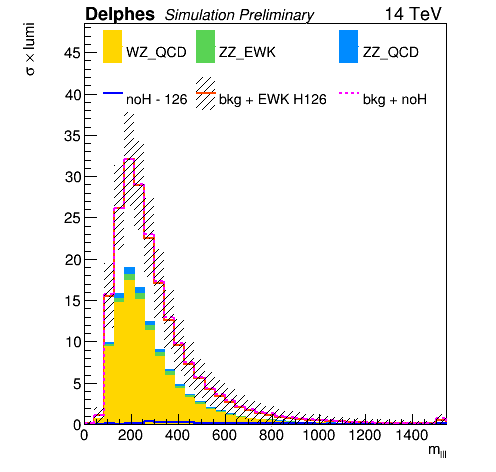 Delphes Simulation Preliminary 14 TeV
σ × lumi
WZ_QCD ZZ_EWK ZZ_QCD
noH - 126 bkg + EWK H126 bkg + noH
45
40
35
30
25
20
15
10
5
0
0 200 400 600 800 1000 1200 1400
m_lll